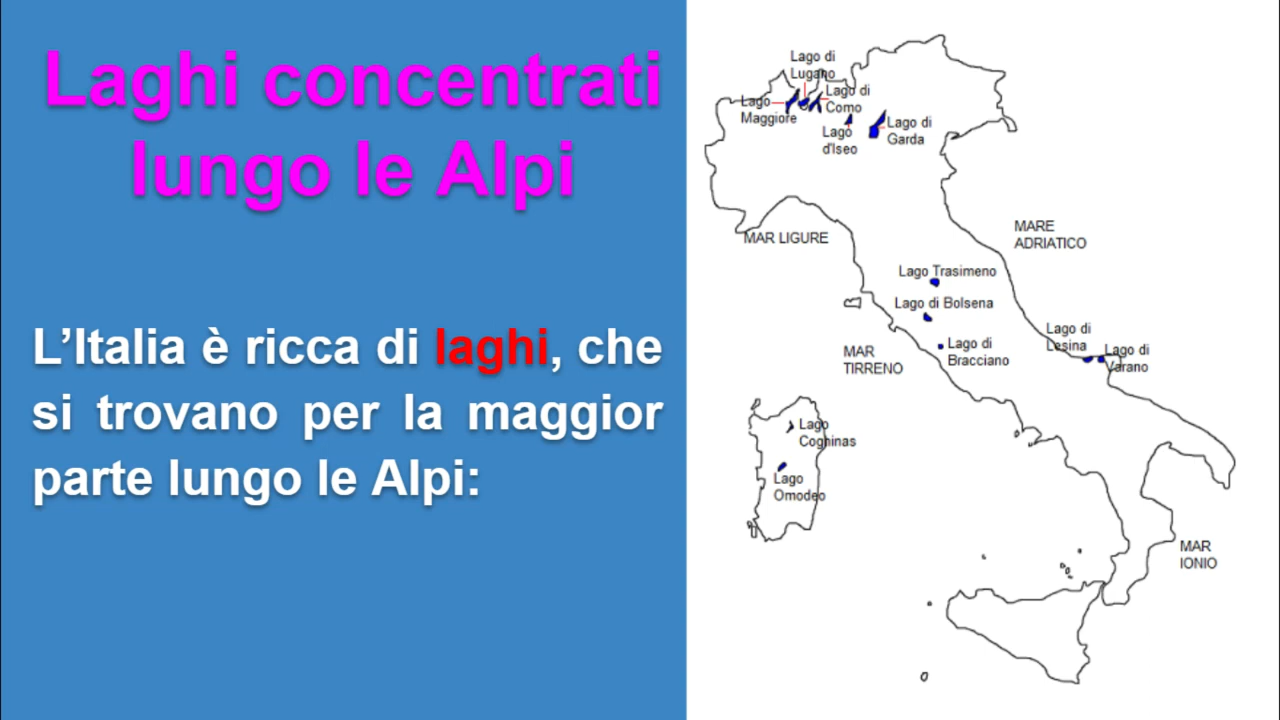 Laghi concentrati
lungo le Alpi
L’Italia è ricca di laghi, che
si trovano per la maggior
parte lungo le Alpi:
Lago di
Lugano
Lago
Maggiore
Lago di
Como
Lago
d'Iseo
Lago di
Garda
MAR LIGURE
MARE
ADRIATICO
Lago Trasimeno
Lago di Bolsena
Lago di
Bracciano
MAR
TIRRENO
Lago di
Lesina
Lago di
Varano
Lago
Coghinas
Lago
Omodeo
MAR
IONIO